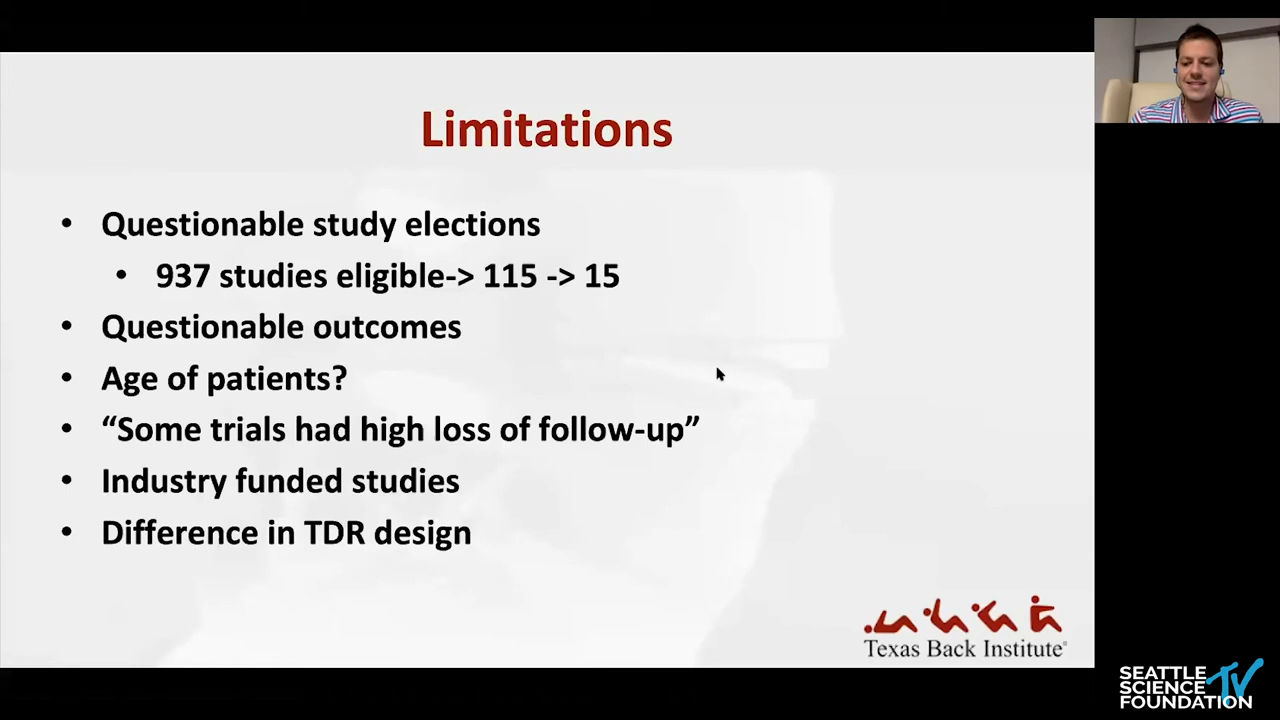 Limitations
• Questionable study elections
• 937 studies eligible-> 115 -> 15
• Questionable outcomes
• Age of patients?
• “Some trials had high loss of follow-up”
• Industry funded studies
• Difference in TDR design
Texas Back Institute®
SEATTLE
SCIENCE
FOUNDATION
TV